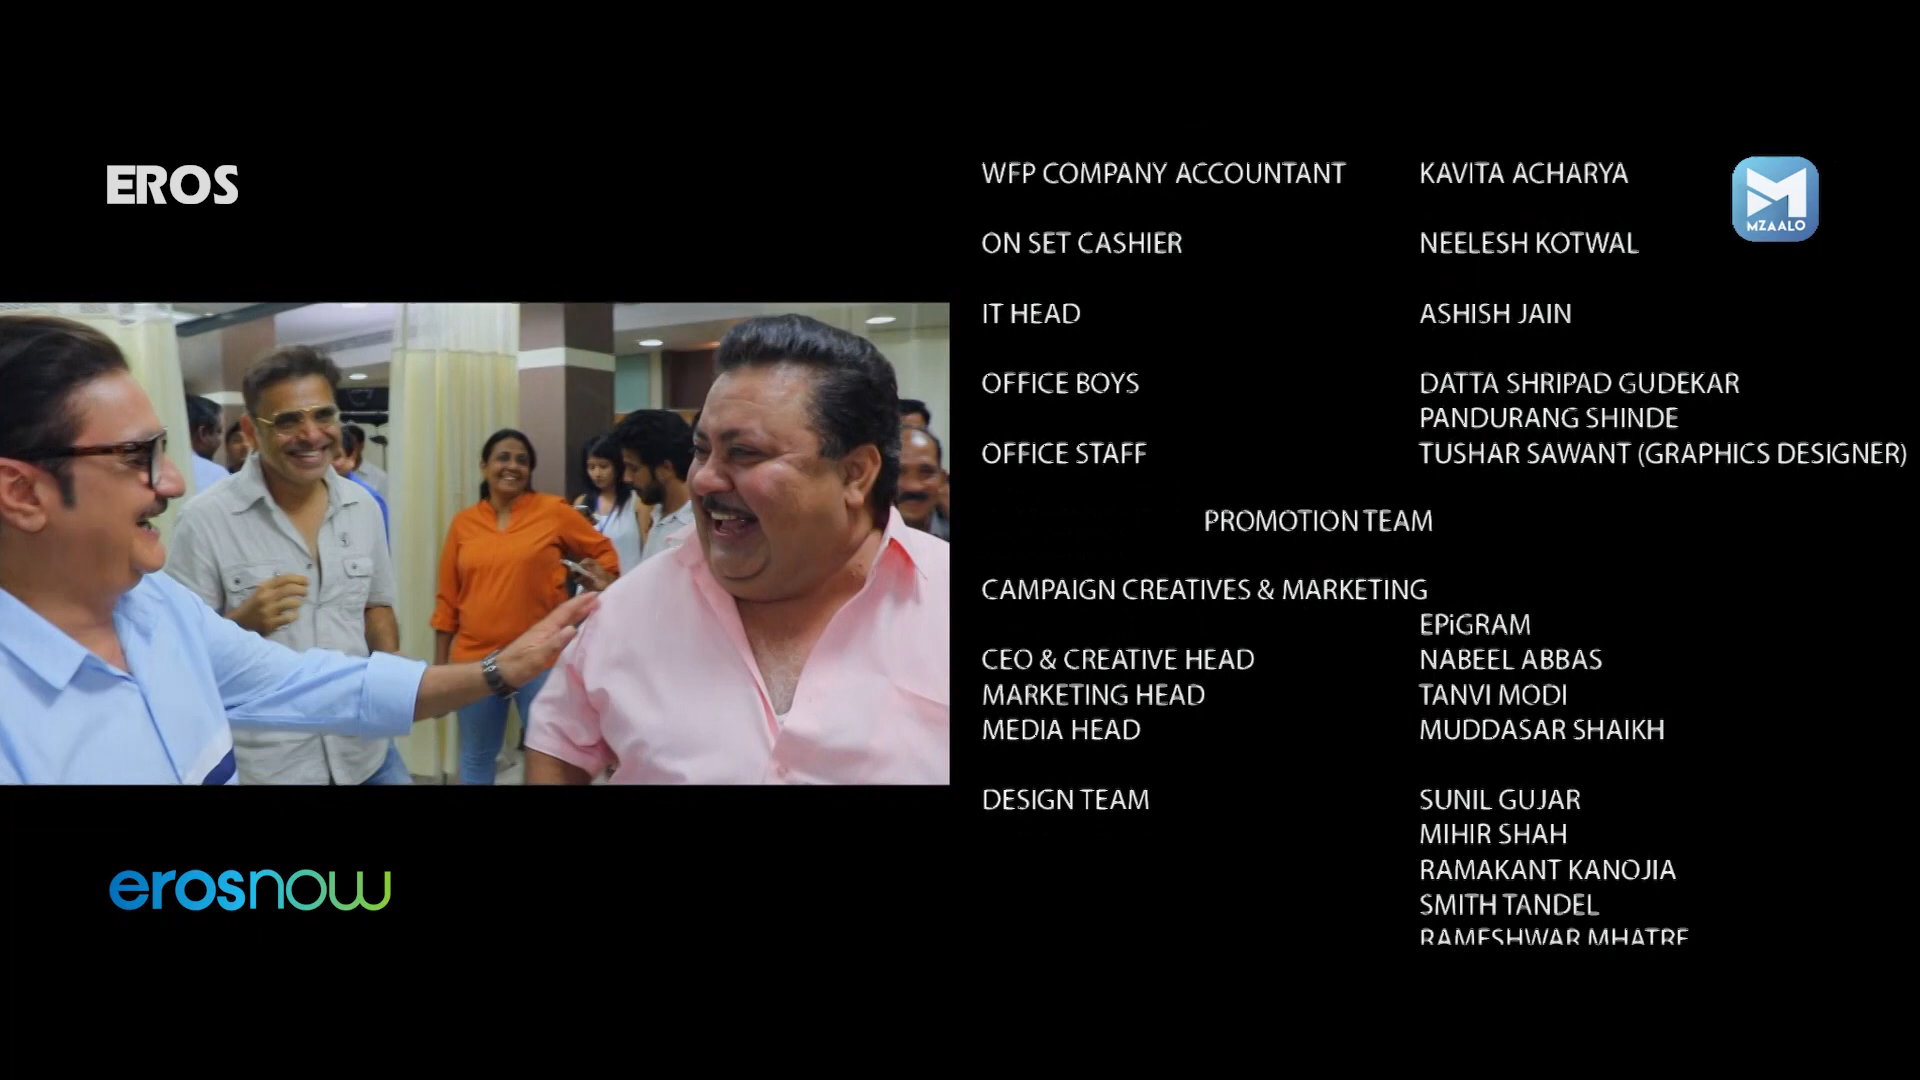 EROS
WFP COMPANY ACCOUNTANT KAVITA ACHARYA
MZAALO
ON SET CASHIER NEELESH KOTWAL
IT HEAD ASHISH JAIN
OFFICE BOYS DATTA SHRIPAD GUDEKAR
PANDURANG SHINDE
OFFICE STAFF TUSHAR SAWANT (GRAPHICS DESIGNER)
PROMOTION TEAM
CAMPAIGN CREATIVES & MARKETING
EPiGRAM
CEO & CREATIVE HEAD NABEEL ABBAS
MARKETING HEAD TANVI MODI
MEDIA HEAD MUDDASAR SHAIKH
DESIGN TEAM SUNIL GUJAR
MIHIR SHAH
RAMAKANT KANOJIA
SMITH TANDEL
RAMESHWAR MHATRE
erosnow